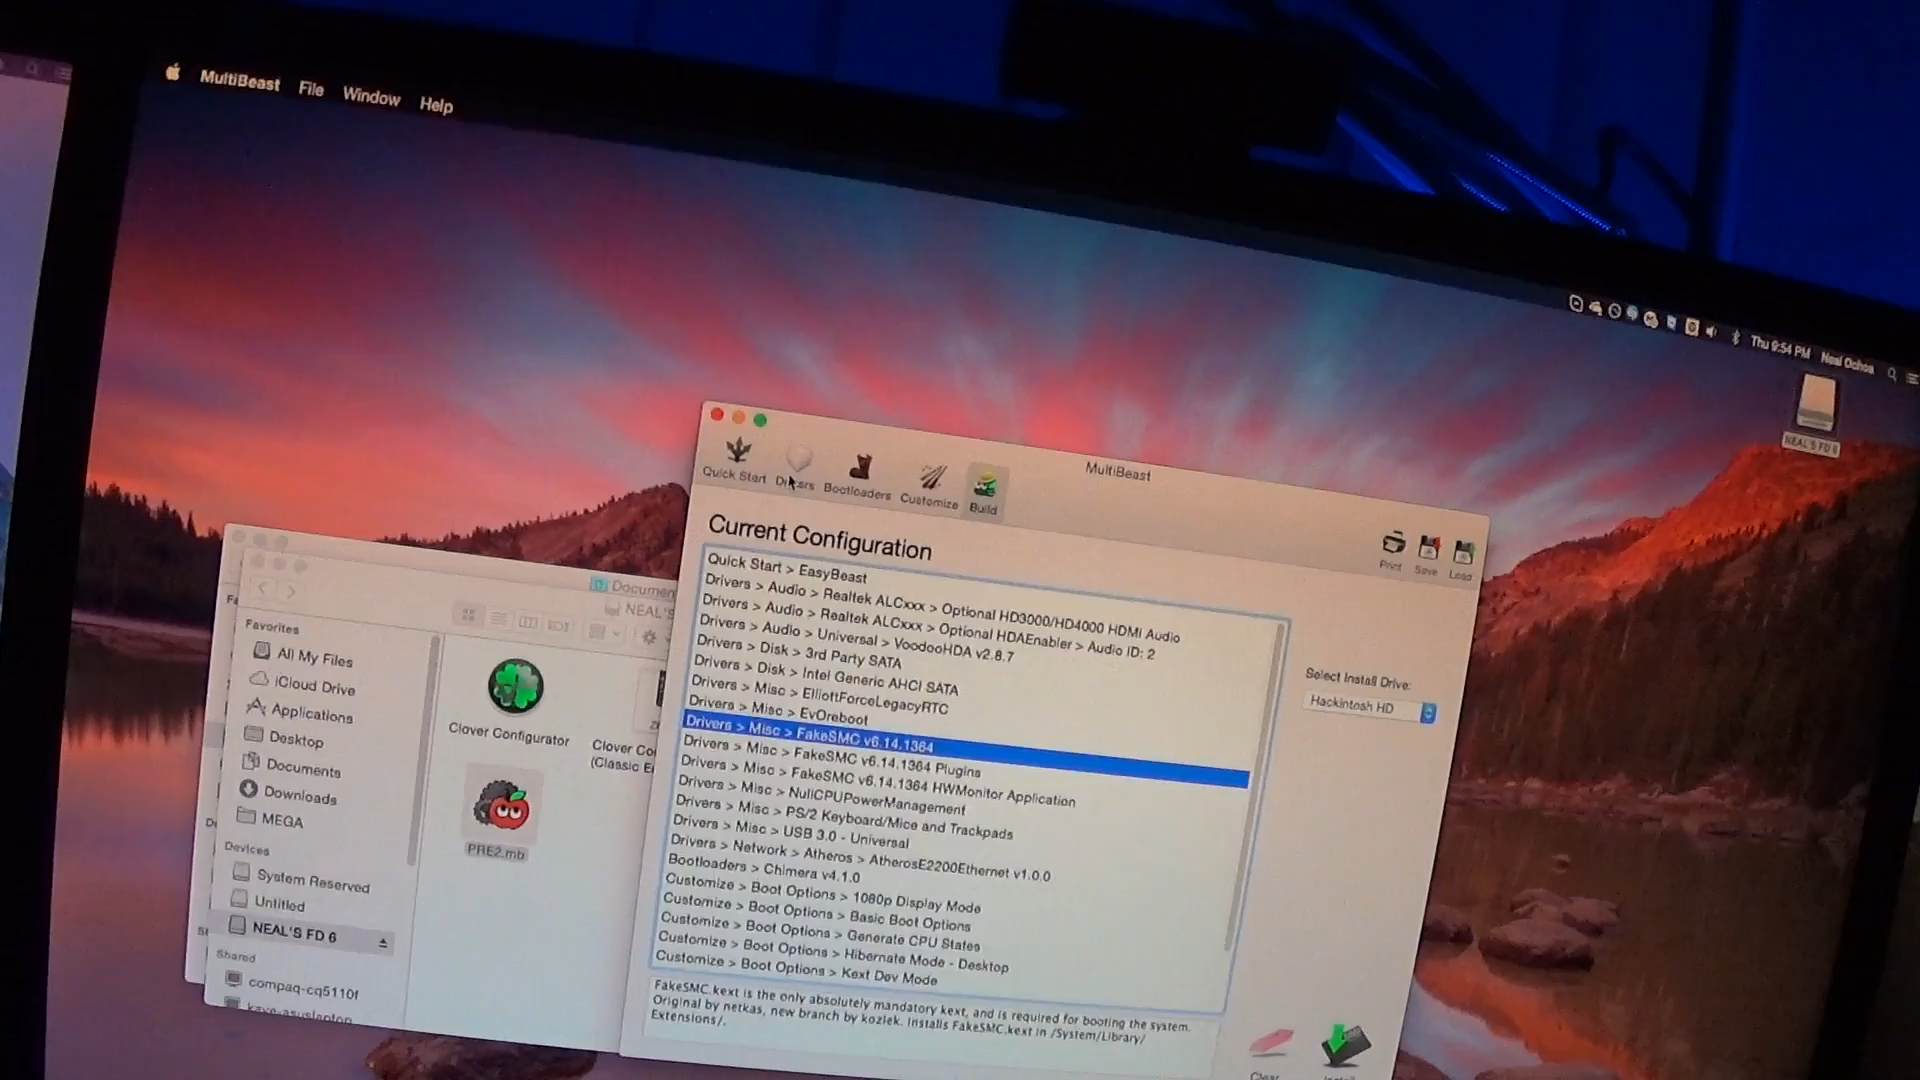 MultiBeast File Window Help
Thu 9:54 PM Neal Ochoa
NEAL'S FD 6
MultiBeast
Quick Start Drivers Bootloaders Customize Build
Print Save Load
Current Configuration
Quick Start > EasyBeast
Drivers > Audio > Realtek ALCxxx > Optional HD3000/HD4000 HDMI Audio
Drivers > Audio > Realtek ALCxxx > Optional HDAEnabler > Audio ID: 2
Drivers > Audio > Universal > VoodooHDA v2.8.7
Drivers > Disk > 3rd Party SATA
Drivers > Disk > Intel Generic AHCI SATA
Drivers > Misc > ElliottForceLegacyRTC
Drivers > Misc > EvOreboot
Drivers > Misc > FakeSMC v6.14.1364
Drivers > Misc > FakeSMC v6.14.1364 Plugins
Drivers > Misc > FakeSMC v6.14.1364 HWMonitor Application
Drivers > Misc > NullCPUPowerManagement
Drivers > Misc > PS/2 Keyboard/Mice and Trackpads
Drivers > Misc > USB 3.0 - Universal
Drivers > Network > Atheros > AtherosE2200Ethernet v1.0.0
Bootloaders > Chimera v4.1.0
Customize > Boot Options > 1080p Display Mode
Customize > Boot Options > Basic Boot Options
Customize > Boot Options > Generate CPU States
Customize > Boot Options > Hibernate Mode - Desktop
Customize > Boot Options > Kext Dev Mode
FakeSMC.kext is the only absolutely mandatory kext, and is required for booting the system.
Original by netkas, new branch by kozlek. Installs FakeSMC.kext in /System/Library/
Extensions/.
Select Install Drive:
Hackintosh HD
Clear Install
Documen
NEAL'S
Favorites
All My Files
iCloud Drive
Applications
Desktop
Documents
Downloads
MEGA
Devices
System Reserved
Untitled
NEAL'S FD 6
Shared
compaq-cq5110f
kaye-asuslaptop
Clover Configurator
Clover Co
(Classic E
PRE2.mb